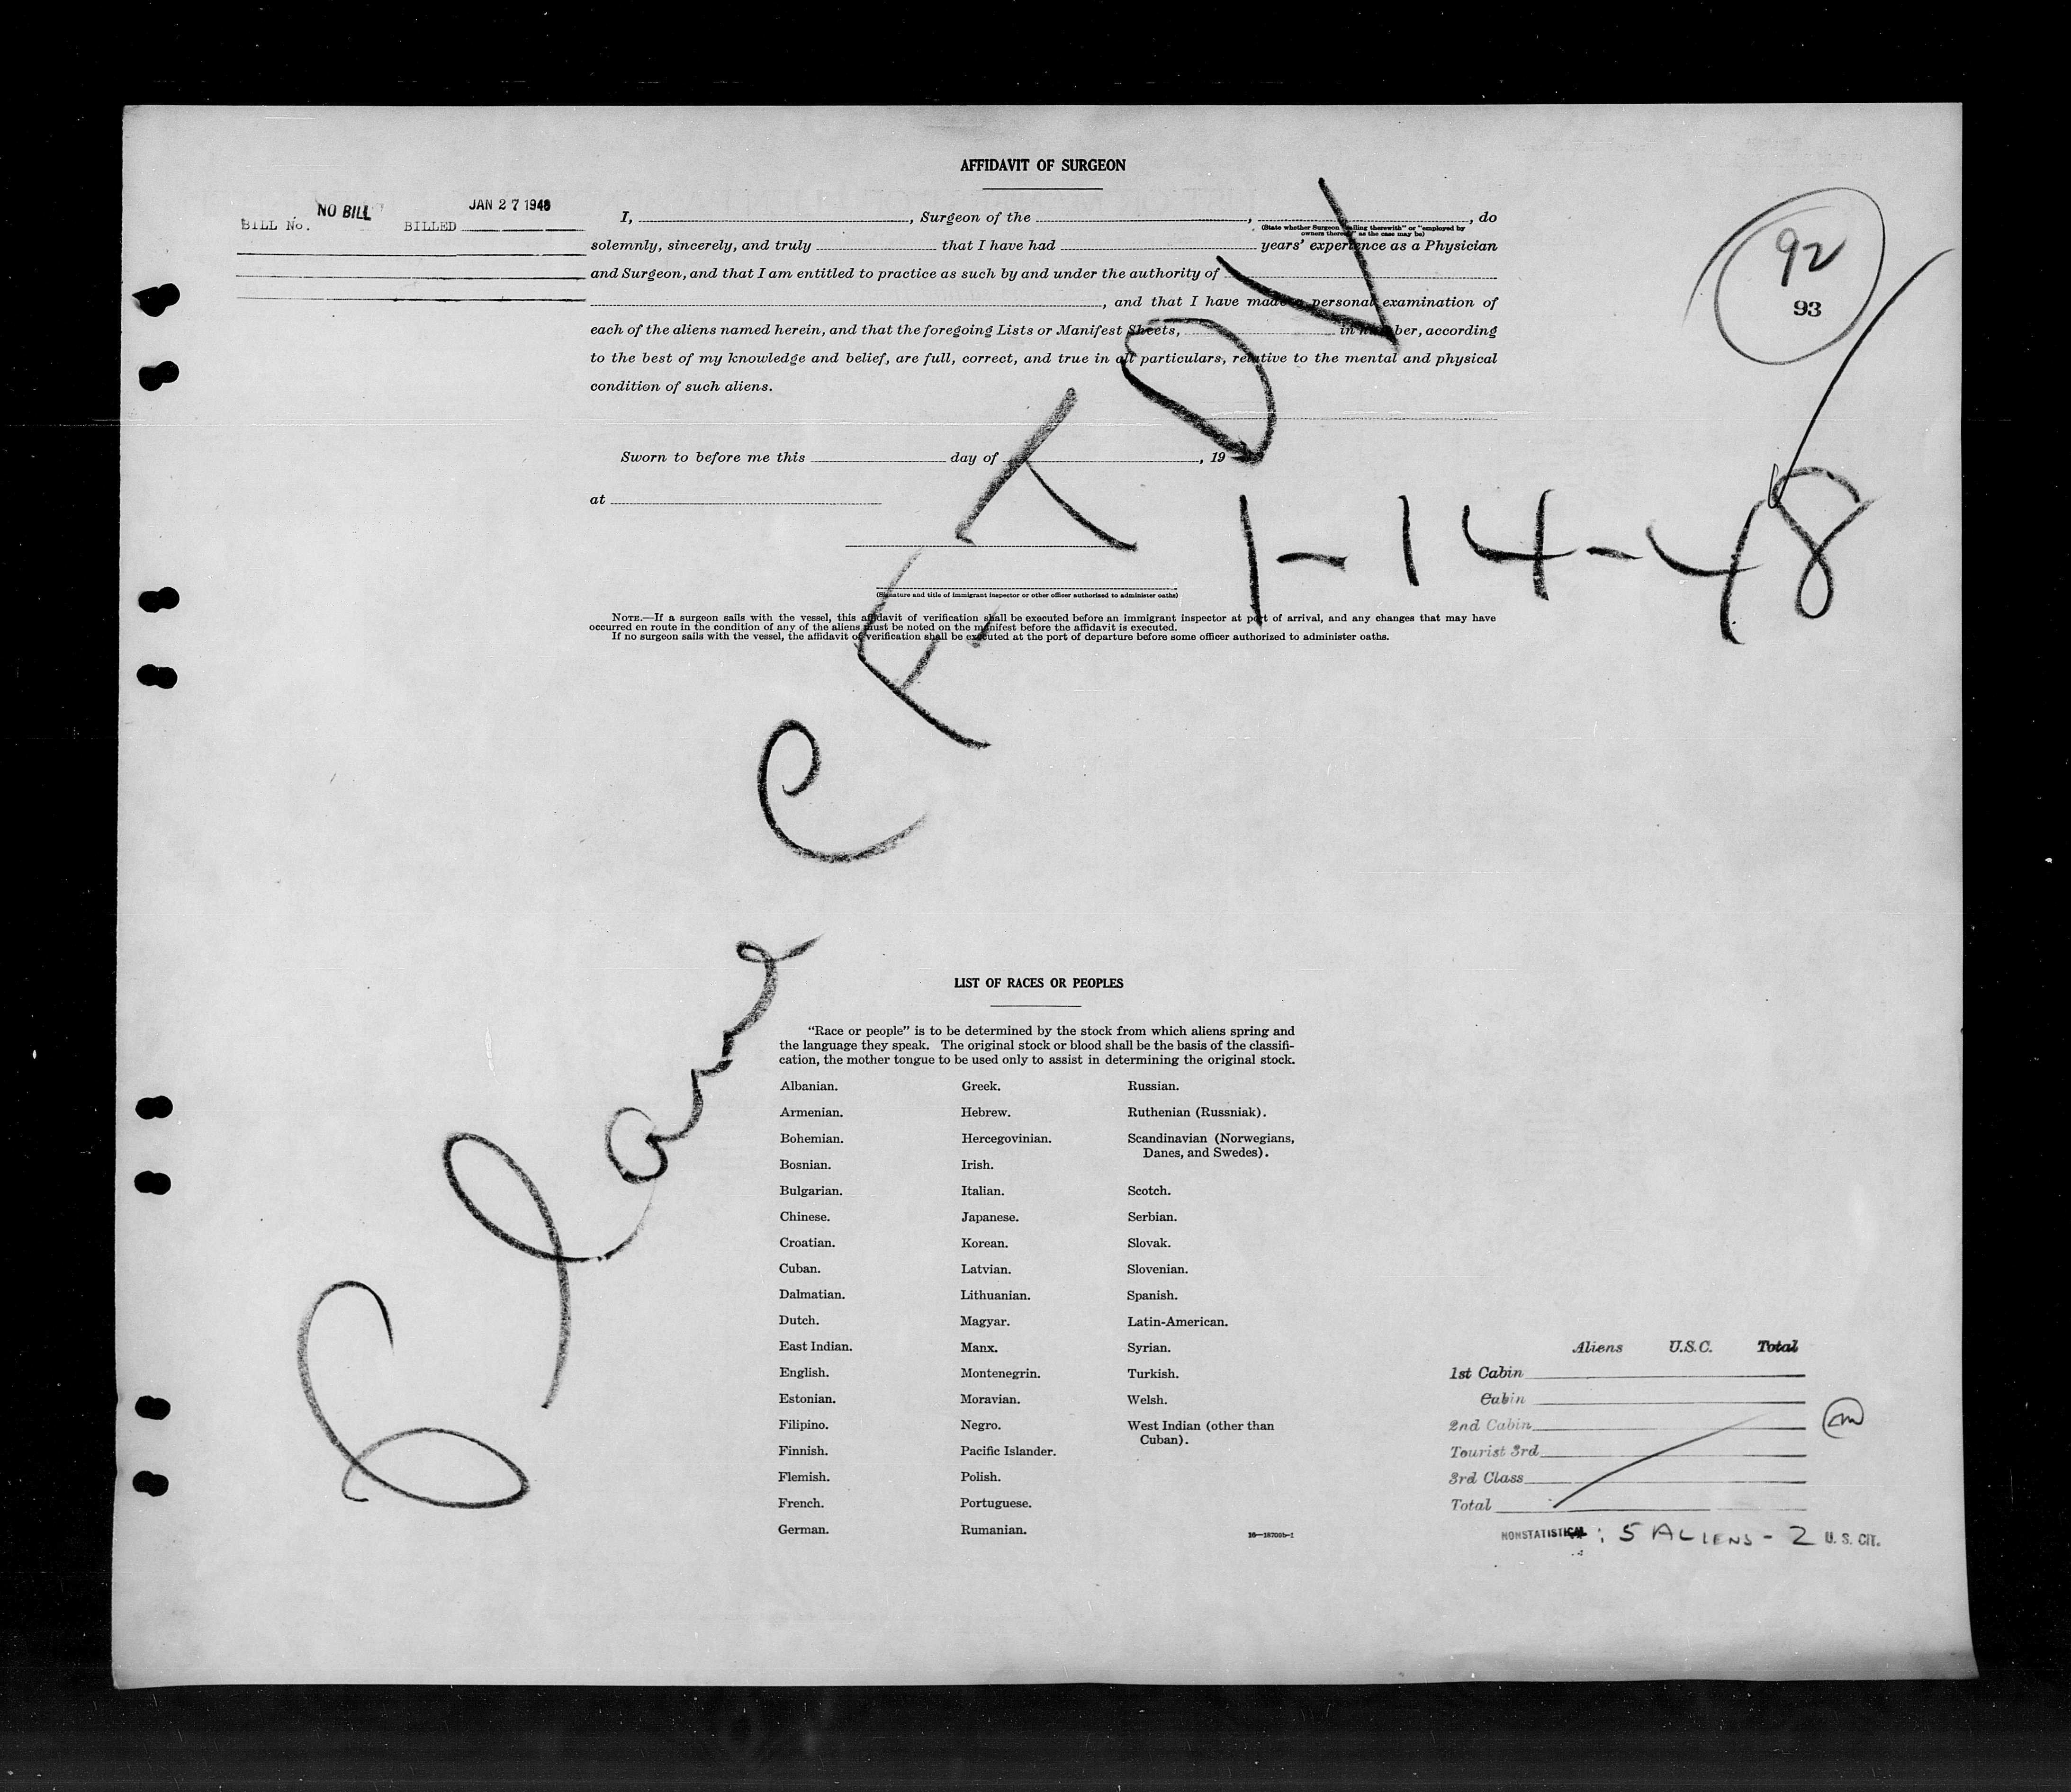 AFFIDAVIT OF SURGEON
BILL No. NO BILL BILLED JAN 27 1948
92
93
I, , Surgeon of the , , do
(State whether Surgeon "sailing therewith" or "employed by
owners thereof" as the case may be)
solemnly, sincerely, and truly that I have had years' experience as a Physician
and Surgeon, and that I am entitled to practice as such by and under the authority of
, and that I have made a personal examination of
each of the aliens named herein, and that the foregoing Lists or Manifest Sheets, in number, according
to the best of my knowledge and belief, are full, correct, and true in all particulars, relative to the mental and physical
condition of such aliens.
Sworn to before me this day of , 19
at
1-14-48
(Signature and title of immigrant inspector or other officer authorized to administer oaths)
NOTE.—If a surgeon sails with the vessel, this affidavit of verification shall be executed before an immigrant inspector at port of arrival, and any changes that may have
occurred en route in the condition of any of the aliens must be noted on the manifest before the affidavit is executed.
If no surgeon sails with the vessel, the affidavit of verification shall be executed at the port of departure before some officer authorized to administer oaths.
LIST OF RACES OR PEOPLES
"Race or people" is to be determined by the stock from which aliens spring and
the language they speak. The original stock or blood shall be the basis of the classifi-
cation, the mother tongue to be used only to assist in determining the original stock.
Albanian.
Armenian.
Bohemian.
Bosnian.
Bulgarian.
Chinese.
Croatian.
Cuban.
Dalmatian.
Dutch.
East Indian.
English.
Estonian.
Filipino.
Finnish.
Flemish.
French.
German.
Greek.
Hebrew.
Hercegovinian.
Irish.
Italian.
Japanese.
Korean.
Latvian.
Lithuanian.
Magyar.
Manx.
Montenegrin.
Moravian.
Negro.
Pacific Islander.
Polish.
Portuguese.
Rumanian.
Russian.
Ruthenian (Russniak).
Scandinavian (Norwegians,
Danes, and Swedes).
Scotch.
Serbian.
Slovak.
Slovenian.
Spanish.
Latin-American.
Syrian.
Turkish.
Welsh.
West Indian (other than
Cuban).
16—18700b-1
Aliens U.S.C. Total
1st Cabin
Cabin
2nd Cabin
Tourist 3rd
3rd Class
Total
NONSTATISTICAL : 5 ALIENS - 2 U. S. CIT.